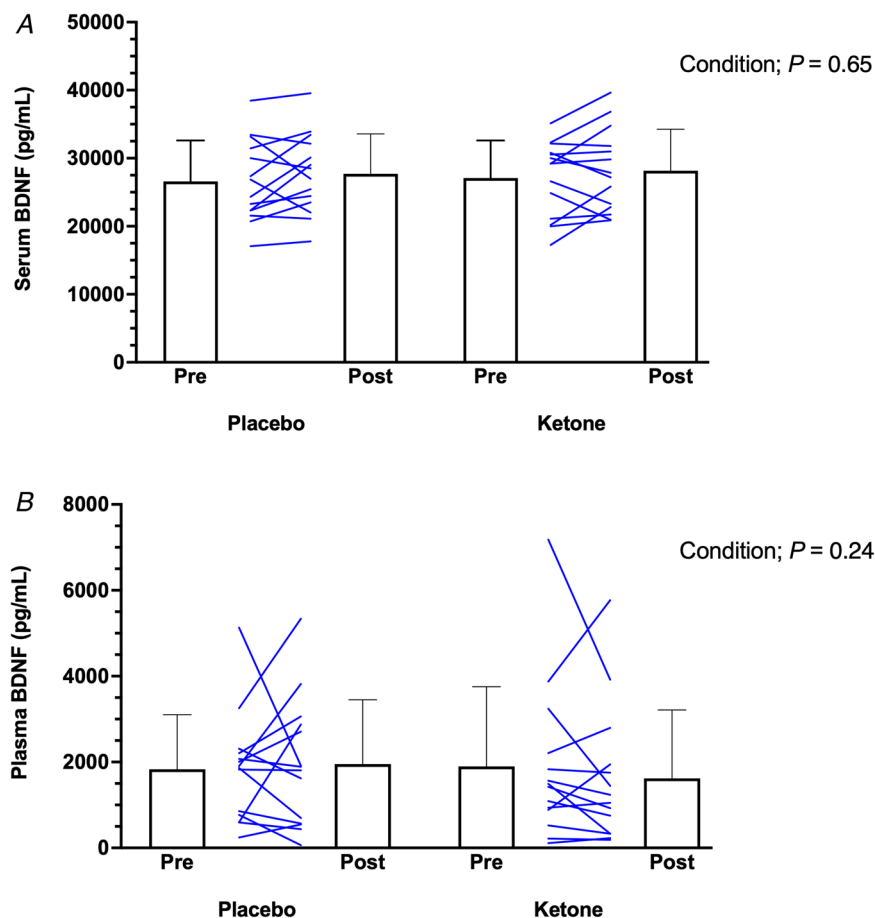 A
Serum BDNF (pg/mL)
50000
40000
30000
20000
10000
0
Condition; P = 0.65
Pre
Post
Pre
Post
Placebo
Ketone
B
Plasma BDNF (pg/mL)
8000
6000
4000
2000
0
Condition; P = 0.24
Pre
Post
Pre
Post
Placebo
Ketone